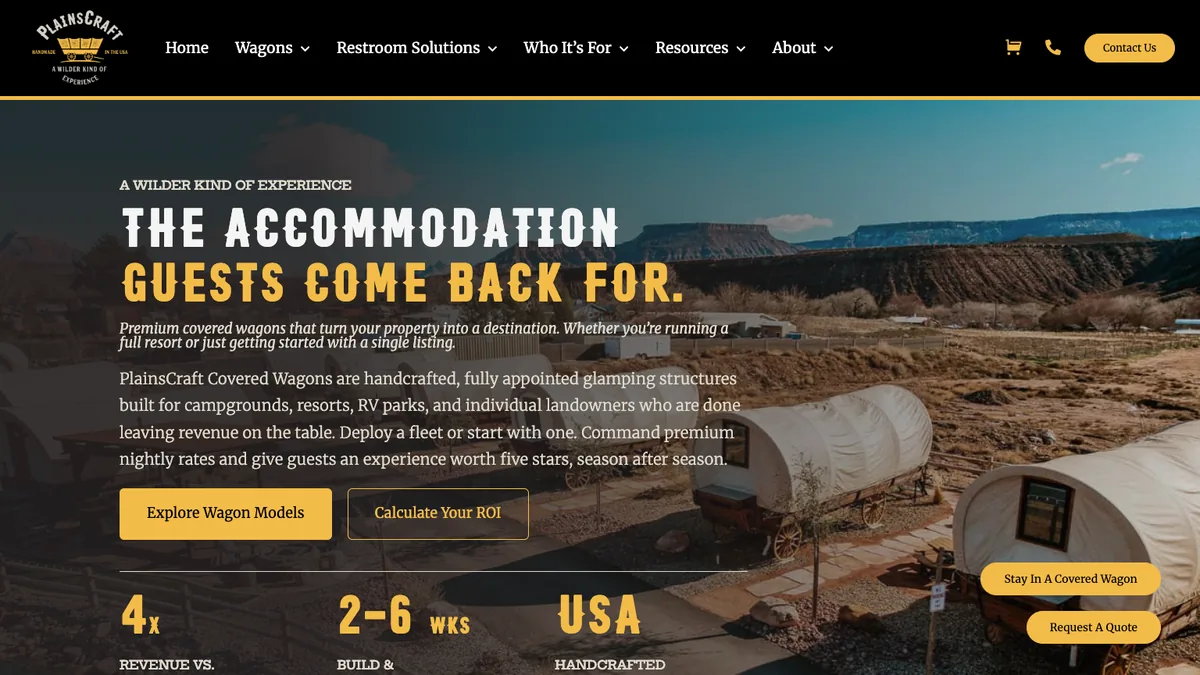 PLAINSCRAFT
HANDMADE IN THE USA
A WILDER KIND OF
EXPERIENCE
Home Wagons Restroom Solutions Who It’s For Resources About
Contact Us
A WILDER KIND OF EXPERIENCE
THE ACCOMMODATION
GUESTS COME BACK FOR.
Premium covered wagons that turn your property into a destination. Whether you’re running a
full resort or just getting started with a single listing.
PlainsCraft Covered Wagons are handcrafted, fully appointed glamping structures
built for campgrounds, resorts, RV parks, and individual landowners who are done
leaving revenue on the table. Deploy a fleet or start with one. Command premium
nightly rates and give guests an experience worth five stars, season after season.
Explore Wagon Models Calculate Your ROI
Stay In A Covered Wagon
Request A Quote
4x 2-6 WKS USA
REVENUE VS. BUILD & HANDCRAFTED